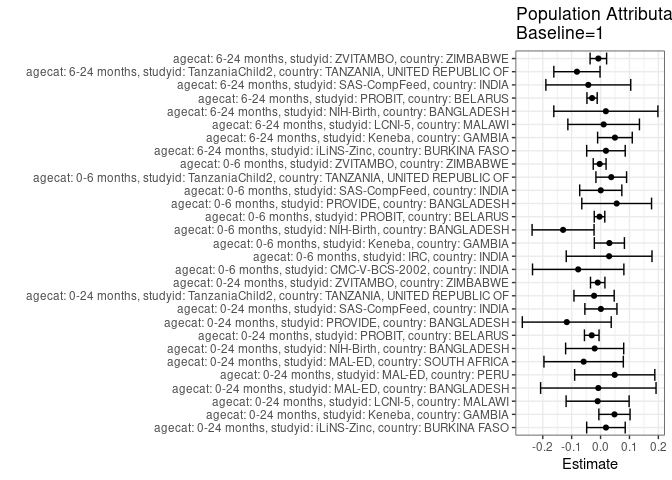 Population Attributa
Baseline=1
agecat: 6-24 months, studyid: ZVITAMBO, country: ZIMBABWE
agecat: 6-24 months, studyid: TanzaniaChild2, country: TANZANIA, UNITED REPUBLIC OF
agecat: 6-24 months, studyid: SAS-CompFeed, country: INDIA
agecat: 6-24 months, studyid: PROBIT, country: BELARUS
agecat: 6-24 months, studyid: NIH-Birth, country: BANGLADESH
agecat: 6-24 months, studyid: LCNI-5, country: MALAWI
agecat: 6-24 months, studyid: Keneba, country: GAMBIA
agecat: 6-24 months, studyid: iLiNS-Zinc, country: BURKINA FASO
agecat: 0-6 months, studyid: ZVITAMBO, country: ZIMBABWE
agecat: 0-6 months, studyid: TanzaniaChild2, country: TANZANIA, UNITED REPUBLIC OF
agecat: 0-6 months, studyid: SAS-CompFeed, country: INDIA
agecat: 0-6 months, studyid: PROVIDE, country: BANGLADESH
agecat: 0-6 months, studyid: PROBIT, country: BELARUS
agecat: 0-6 months, studyid: NIH-Birth, country: BANGLADESH
agecat: 0-6 months, studyid: Keneba, country: GAMBIA
agecat: 0-6 months, studyid: IRC, country: INDIA
agecat: 0-6 months, studyid: CMC-V-BCS-2002, country: INDIA
agecat: 0-24 months, studyid: ZVITAMBO, country: ZIMBABWE
agecat: 0-24 months, studyid: TanzaniaChild2, country: TANZANIA, UNITED REPUBLIC OF
agecat: 0-24 months, studyid: SAS-CompFeed, country: INDIA
agecat: 0-24 months, studyid: PROVIDE, country: BANGLADESH
agecat: 0-24 months, studyid: PROBIT, country: BELARUS
agecat: 0-24 months, studyid: NIH-Birth, country: BANGLADESH
agecat: 0-24 months, studyid: MAL-ED, country: SOUTH AFRICA
agecat: 0-24 months, studyid: MAL-ED, country: PERU
agecat: 0-24 months, studyid: MAL-ED, country: BANGLADESH
agecat: 0-24 months, studyid: LCNI-5, country: MALAWI
agecat: 0-24 months, studyid: Keneba, country: GAMBIA
agecat: 0-24 months, studyid: iLiNS-Zinc, country: BURKINA FASO
-0.2 -0.1 0.0 0.1 0.2
Estimate